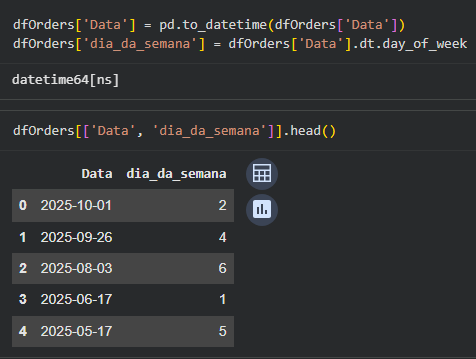 dfOrders['Data'] = pd.to_datetime(dfOrders['Data'])
dfOrders['dia_da_semana'] = dfOrders['Data'].dt.day_of_week
datetime64[ns]
dfOrders[['Data', 'dia_da_semana']].head()
Data dia_da_semana
0 2025-10-01 2
1 2025-09-26 4
2 2025-08-03 6
3 2025-06-17 1
4 2025-05-17 5